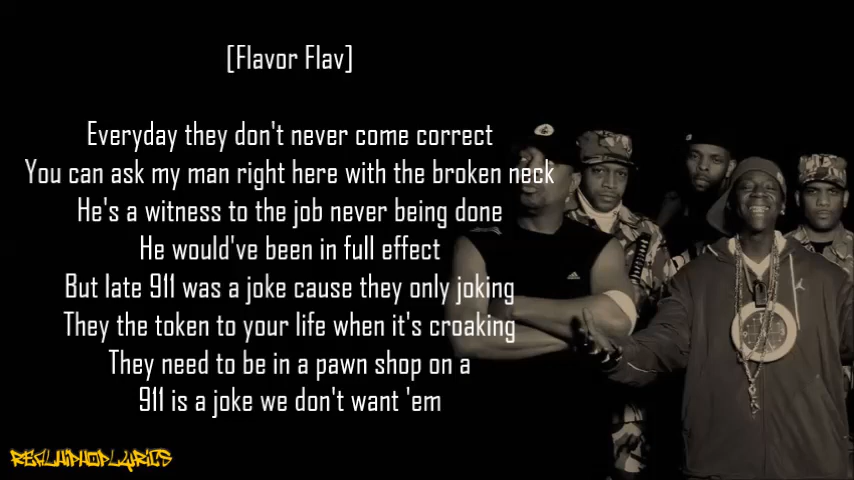 [Flavor Flav]
Everyday they don't never come correct
You can ask my man right here with the broken neck
He's a witness to the job never being done
He would've been in full effect
But late 911 was a joke cause they only joking
They the token to your life when it's croaking
They need to be in a pawn shop on a
911 is a joke we don't want 'em
REALHIPHOPLYRICS